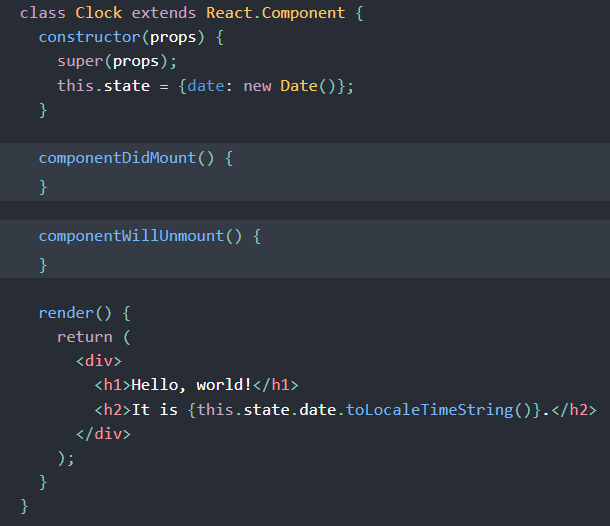 class Clock extends React.Component {
  constructor(props) {
    super(props);
    this.state = {date: new Date()};
  }

  componentDidMount() {
  }

  componentWillUnmount() {
  }

  render() {
    return (
      <div>
        <h1>Hello, world!</h1>
        <h2>It is {this.state.date.toLocaleTimeString()}.</h2>
      </div>
    );
  }
}